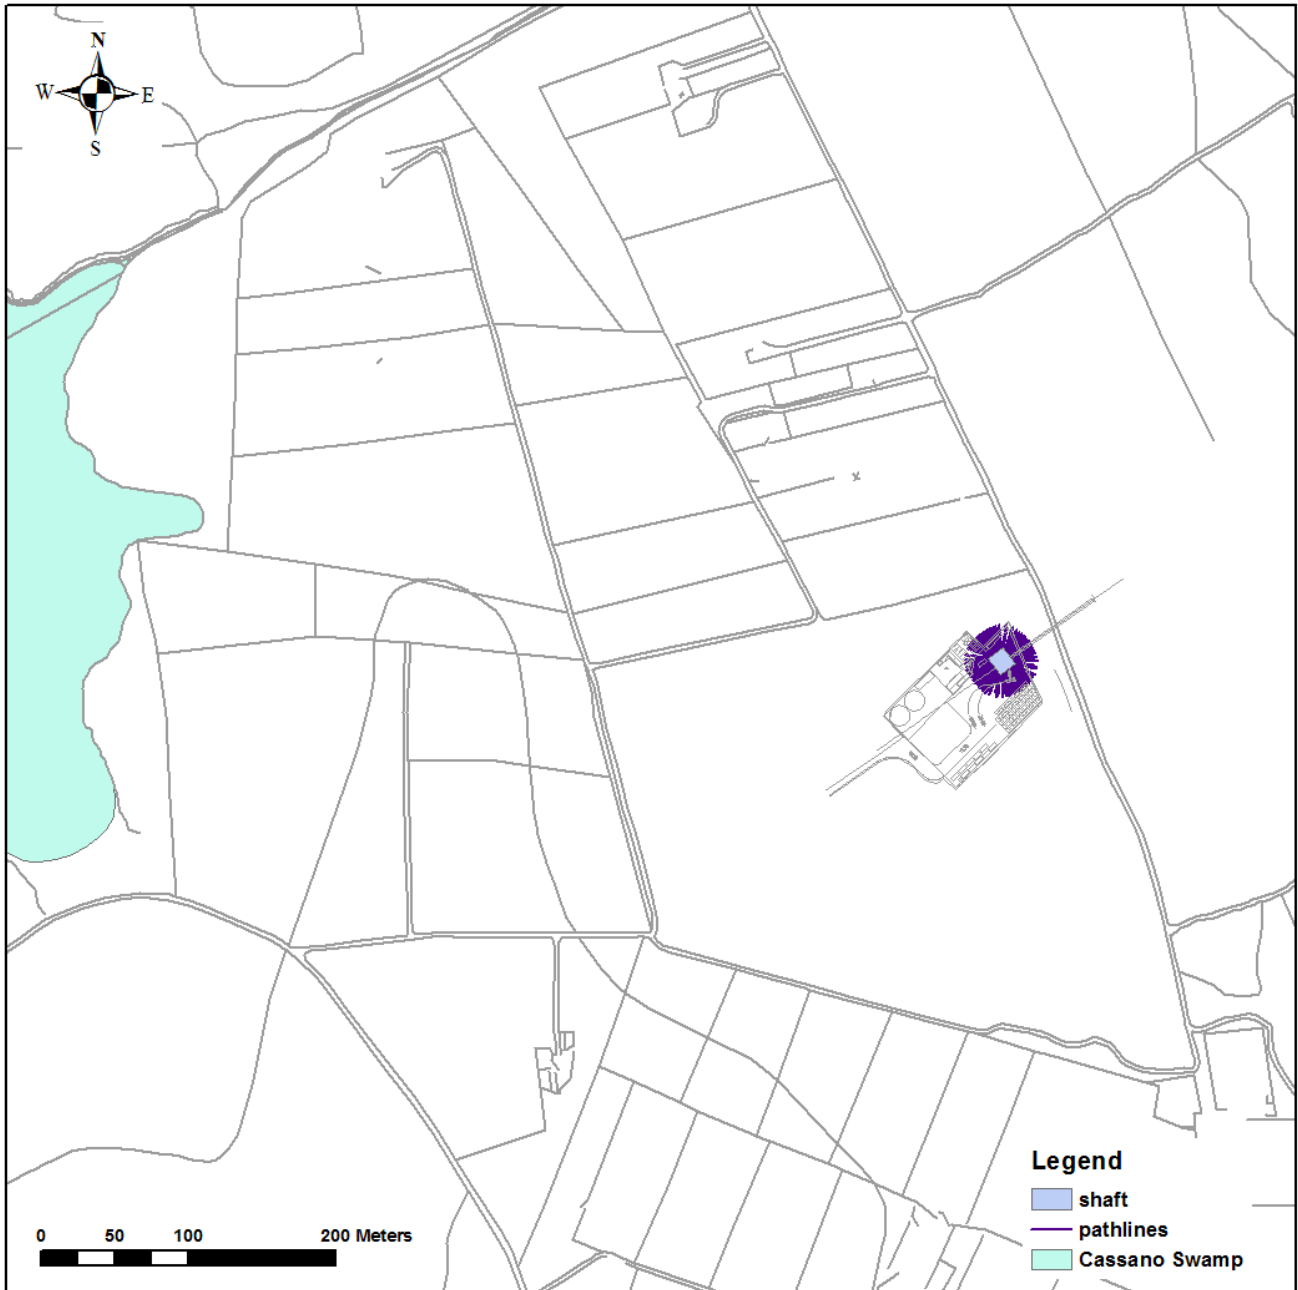 N
W E
S
Legend
shaft
pathlines
Cassano Swamp
0 50 100 200 Meters